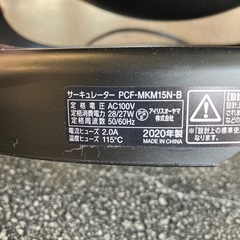 サーキュレーター PCF-MKM15N-B
定格電圧 AC100V
定格消費電力 28/27W
定格周波数 50/60Hz
アイリスオーヤマ
株式会社
電流ヒューズ 2.0A
温度ヒューズ 115℃
2020年製
MADE IN CHINA